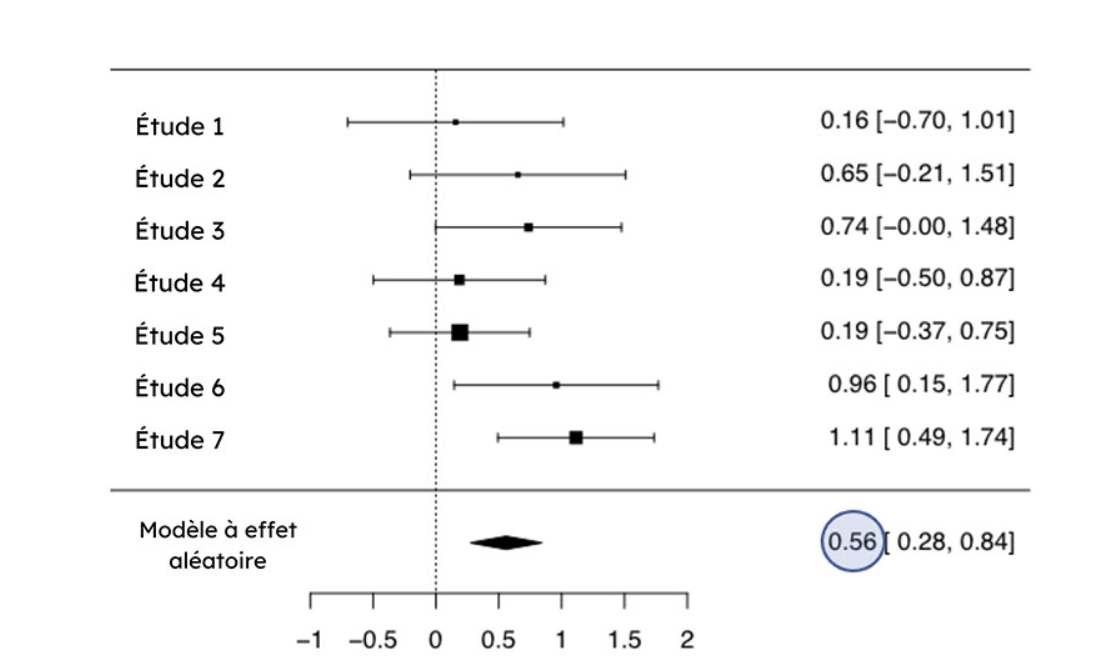 Étude 1 0.16 [−0.70, 1.01]
Étude 2 0.65 [−0.21, 1.51]
Étude 3 0.74 [−0.00, 1.48]
Étude 4 0.19 [−0.50, 0.87]
Étude 5 0.19 [−0.37, 0.75]
Étude 6 0.96 [ 0.15, 1.77]
Étude 7 1.11 [ 0.49, 1.74]
Modèle à effet
aléatoire
0.56 [ 0.28, 0.84]
−1 −0.5 0 0.5 1 1.5 2